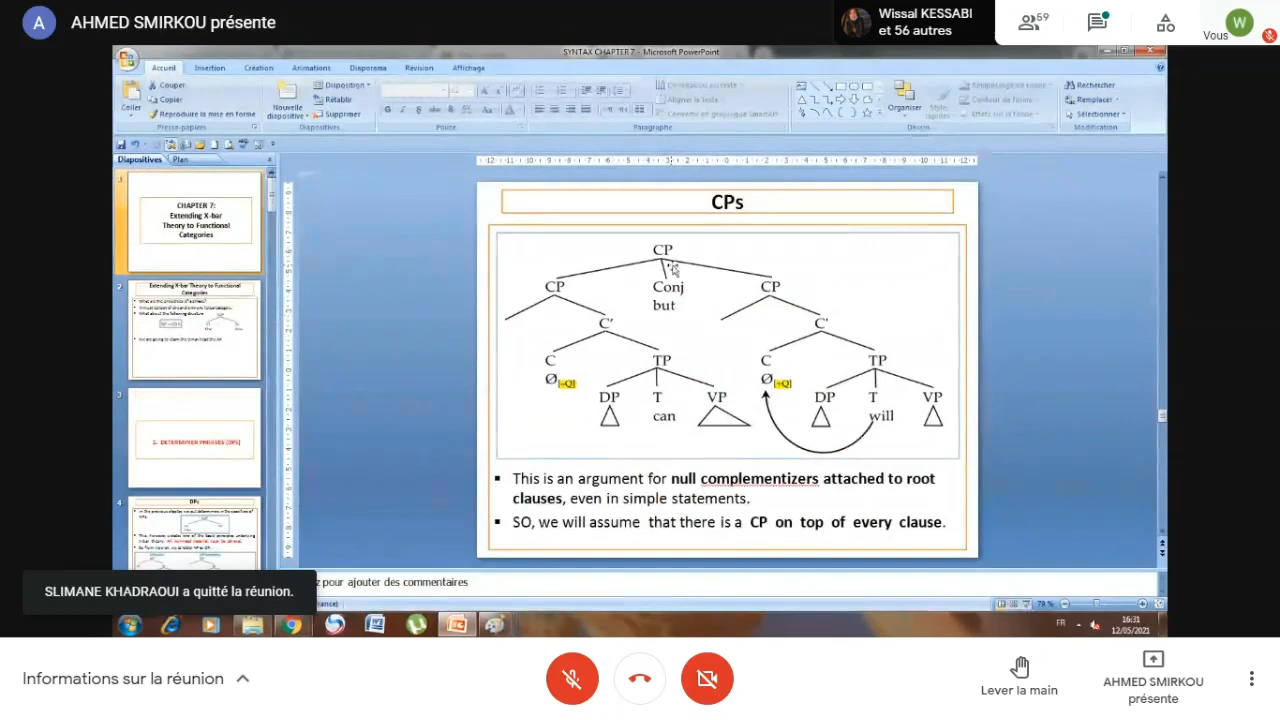 A AHMED SMIRKOU présente
Wissal KESSABI
et 56 autres
59
Vous
W
SYNTAX CHAPTER 7 - Microsoft PowerPoint
Accueil Insertion Création Animations Diaporama Révision Affichage
Coller
Couper
Copier
Reproduire la mise en forme
Presse-papiers
Nouvelle
diapositive
Disposition
Rétablir
Supprimer
Diapositives
Police
Paragraphe
Organiser
Dessin
Rechercher
Remplacer
Sélectionner
Modification
Diapositives Plan
1
CHAPTER 7:
Extending X-bar
Theory to Functional
Categories
2
Extending X-bar Theory to Functional
Categories
3
1. DETERMINER PHRASES (DPS)
4
DPs
CPs
CP
CP Conj CP
but
C' C'
C TP C TP
Ø[-Q] Ø[+Q]
DP T VP DP T VP
can will
▪ This is an argument for null complementizers attached to root
clauses, even in simple statements.
▪ SO, we will assume that there is a CP on top of every clause.
z pour ajouter des commentaires
SLIMANE KHADRAOUI a quitté la réunion.
79 %
FR
16:31
12/05/2021
Informations sur la réunion
Lever la main
AHMED SMIRKOU
présente